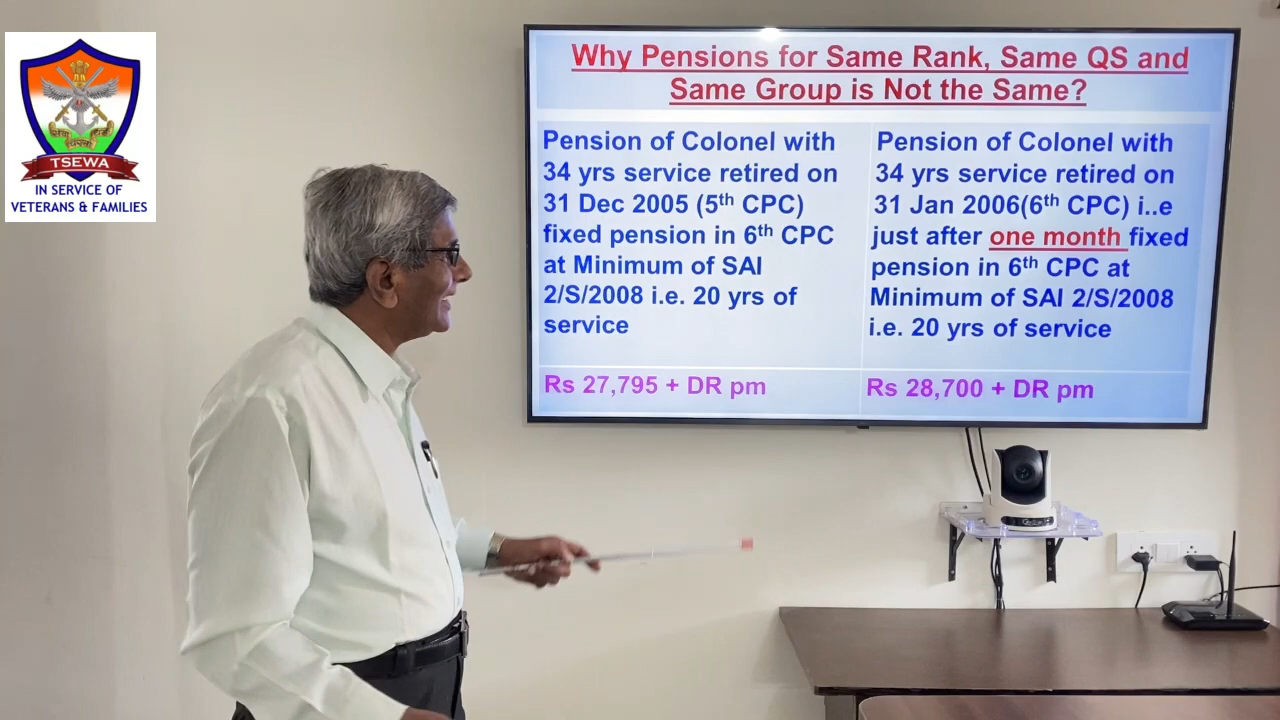 TSEWA
IN SERVICE OF
VETERANS & FAMILIES
Why Pensions for Same Rank, Same QS and
Same Group is Not the Same?
Pension of Colonel with
34 yrs service retired on
31 Dec 2005 (5th CPC)
fixed pension in 6th CPC
at Minimum of SAI
2/S/2008 i.e. 20 yrs of
service
Pension of Colonel with
34 yrs service retired on
31 Jan 2006(6th CPC) i..e
just after one month fixed
pension in 6th CPC at
Minimum of SAI 2/S/2008
i.e. 20 yrs of service
Rs 27,795 + DR pm
Rs 28,700 + DR pm